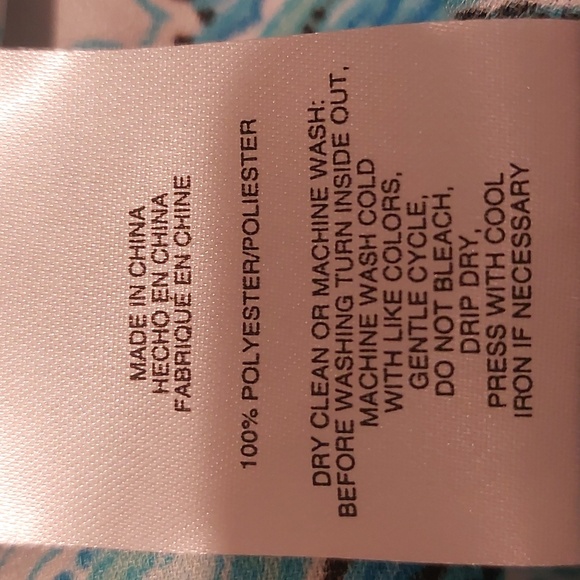 MADE IN CHINA
HECHO EN CHINA
FABRIQUE EN CHINE
100% POLYESTER/POLIESTER
DRY CLEAN OR MACHINE WASH:
BEFORE WASHING TURN INSIDE OUT,
MACHINE WASH COLD
WITH LIKE COLORS,
GENTLE CYCLE,
DO NOT BLEACH,
DRIP DRY,
PRESS WITH COOL
IRON IF NECESSARY